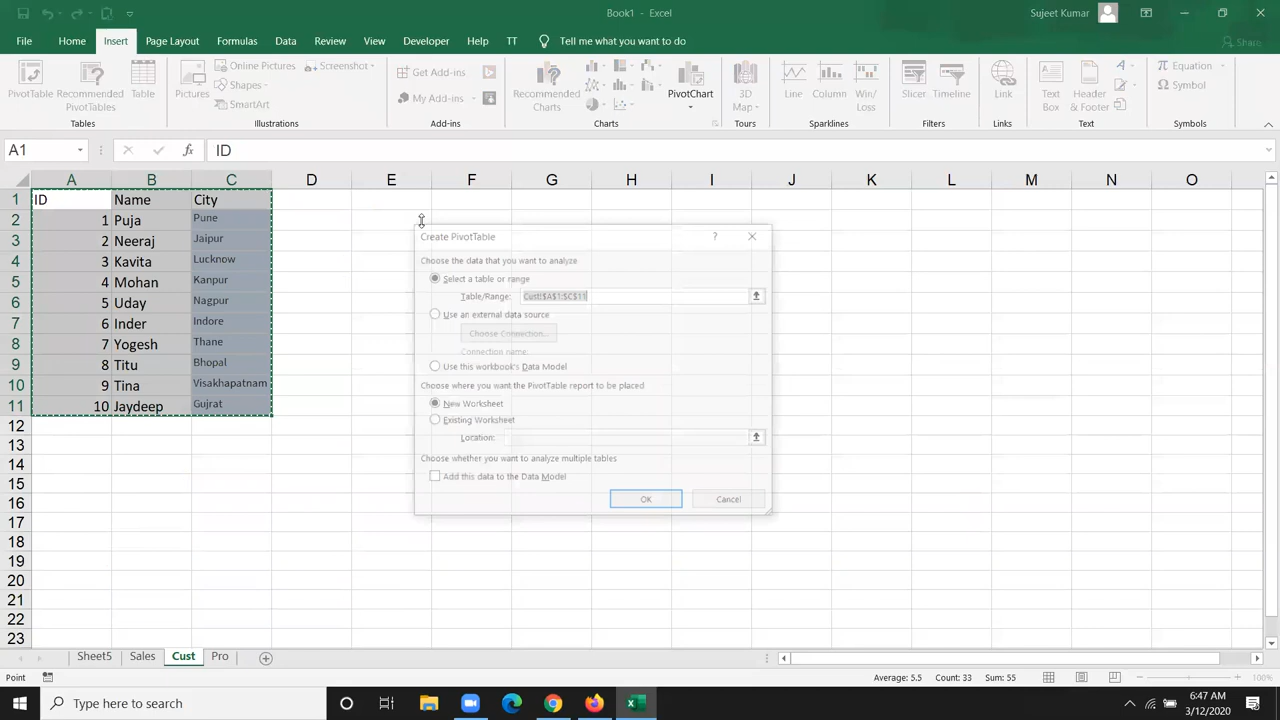 Book1 - Excel
Sujeet Kumar
File Home Insert Page Layout Formulas Data Review View Developer Help TT Tell me what you want to do Share
PivotTable
Recommended PivotTables
Table
Tables
Pictures
Online Pictures
Shapes
SmartArt
Screenshot
Illustrations
Get Add-ins
My Add-ins
Add-ins
Recommended Charts
PivotChart
Charts
3D Map
Tours
Line
Column
Win/Loss
Sparklines
Slicer
Timeline
Filters
Link
Links
Text Box
Header & Footer
Text
Equation
Symbol
Symbols
A1 fx ID
A B C D E F G H I J K L M N O
1 ID Name City
2 1 Puja Pune
3 2 Neeraj Jaipur
4 3 Kavita Lucknow
5 4 Mohan Kanpur
6 5 Uday Nagpur
7 6 Inder Indore
8 7 Yogesh Thane
9 8 Titu Bhopal
10 9 Tina Visakhapatnam
11 10 Jaydeep Gujrat
12
13
14
15
16
17
18
19
20
21
22
23
Create PivotTable ?
Choose the data that you want to analyze
Select a table or range
Table/Range: Cust!$A$1:$C$11
Use an external data source
Choose Connection...
Connection name:
Use this workbook's Data Model
Choose where you want the PivotTable report to be placed
New Worksheet
Existing Worksheet
Location:
Choose whether you want to analyze multiple tables
Add this data to the Data Model
OK Cancel
Sheet5 Sales Cust Pro
Point Average: 5.5 Count: 33 Sum: 55 100%
Type here to search
6:47 AM
3/12/2020